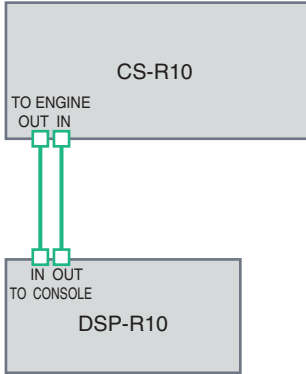 CS-R10
TO ENGINE
OUT IN
IN OUT
TO CONSOLE
DSP-R10